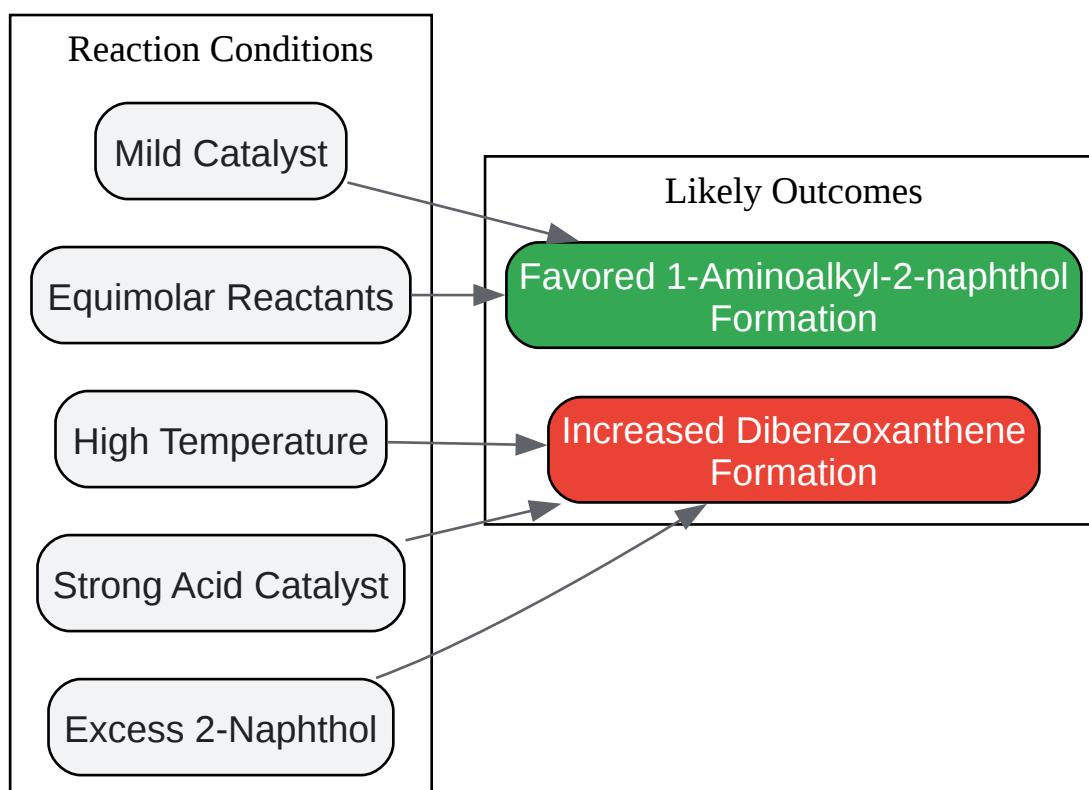 Reaction Conditions
Mild Catalyst
Equimolar Reactants
High Temperature
Strong Acid Catalyst
Excess 2-Naphthol
Likely Outcomes
Favored 1-Aminoalkyl-2-naphthol
Formation
Increased Dibenzoxanthene
Formation